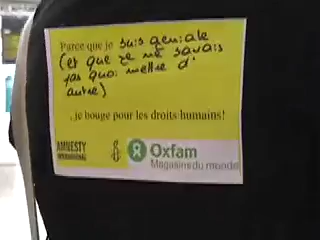 Parce que je suis géniale
(et que je ne savais
pas quoi mettre d'
autre)
, je bouge pour les droits humains!
AMNESTY
INTERNATIONAL
Oxfam
Magasins du monde